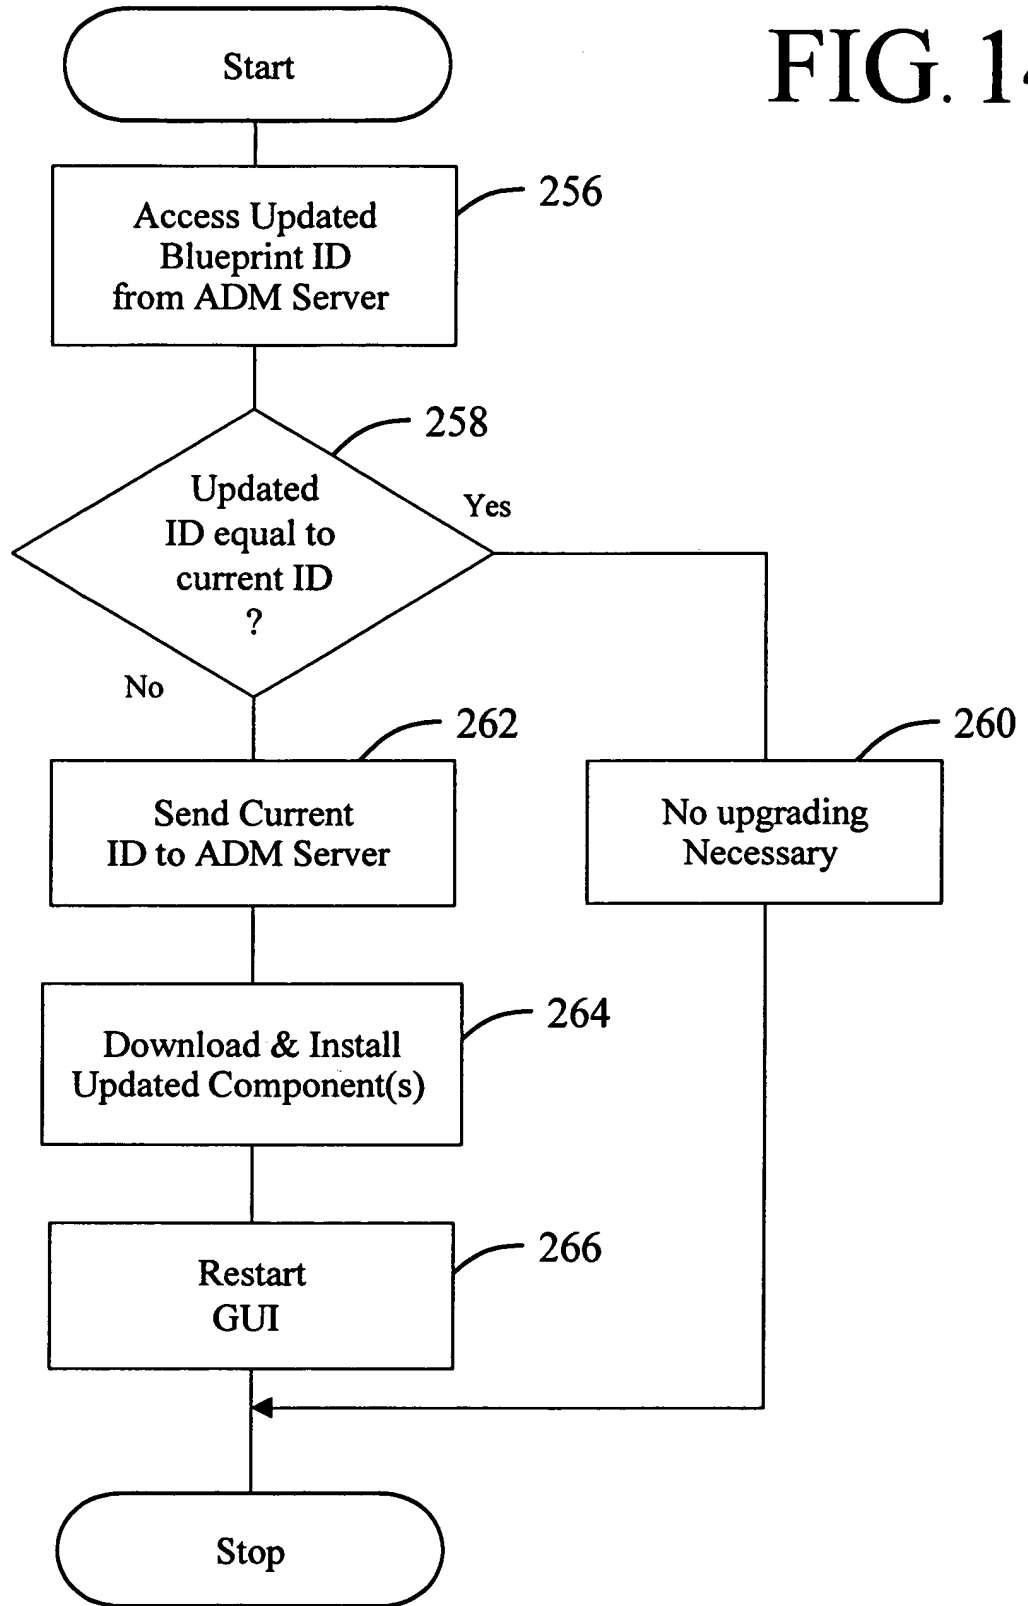 FIG. 14
Start
256
Access Updated
Blueprint ID
from ADM Server
258
Updated
ID equal to
current ID
?
Yes
No
262
Send Current
ID to ADM Server
260
No upgrading
Necessary
264
Download & Install
Updated Component(s)
266
Restart
GUI
Stop